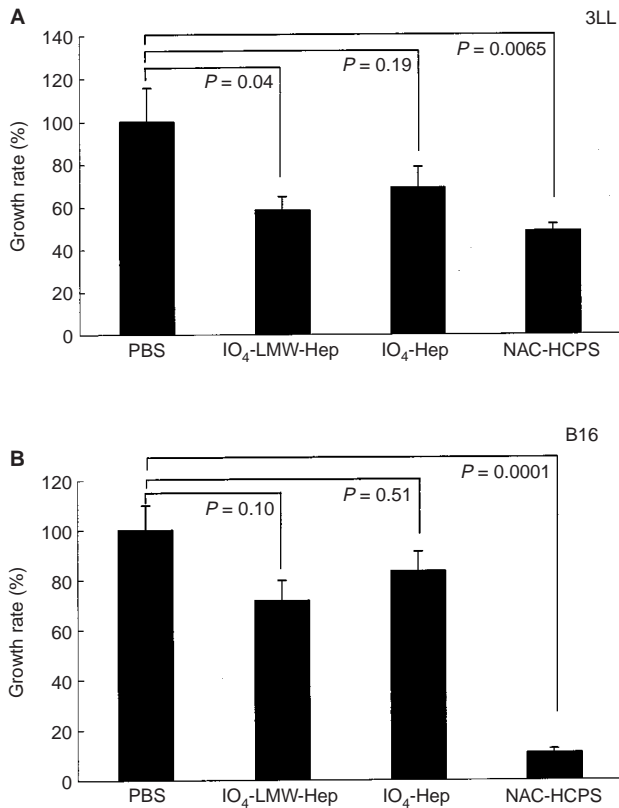 A
3LL
140
120
100
80
60
40
20
0
Growth rate (%)
P = 0.0065
P = 0.19
P = 0.04
PBS
IO₄-LMW-Hep
IO₄-Hep
NAC-HCPS
B
B16
120
100
80
60
40
20
0
Growth rate (%)
P = 0.0001
P = 0.51
P = 0.10
PBS
IO₄-LMW-Hep
IO₄-Hep
NAC-HCPS